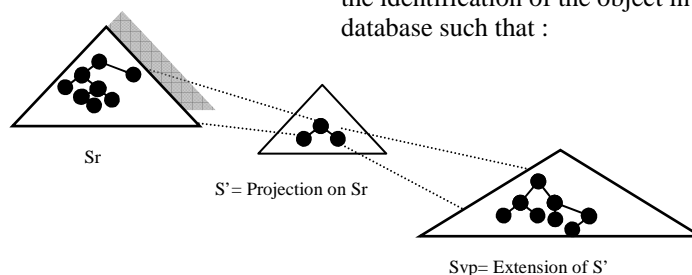 the identification of the object in
database such that :
Sr
S'= Projection on Sr
Svp= Extension of S'